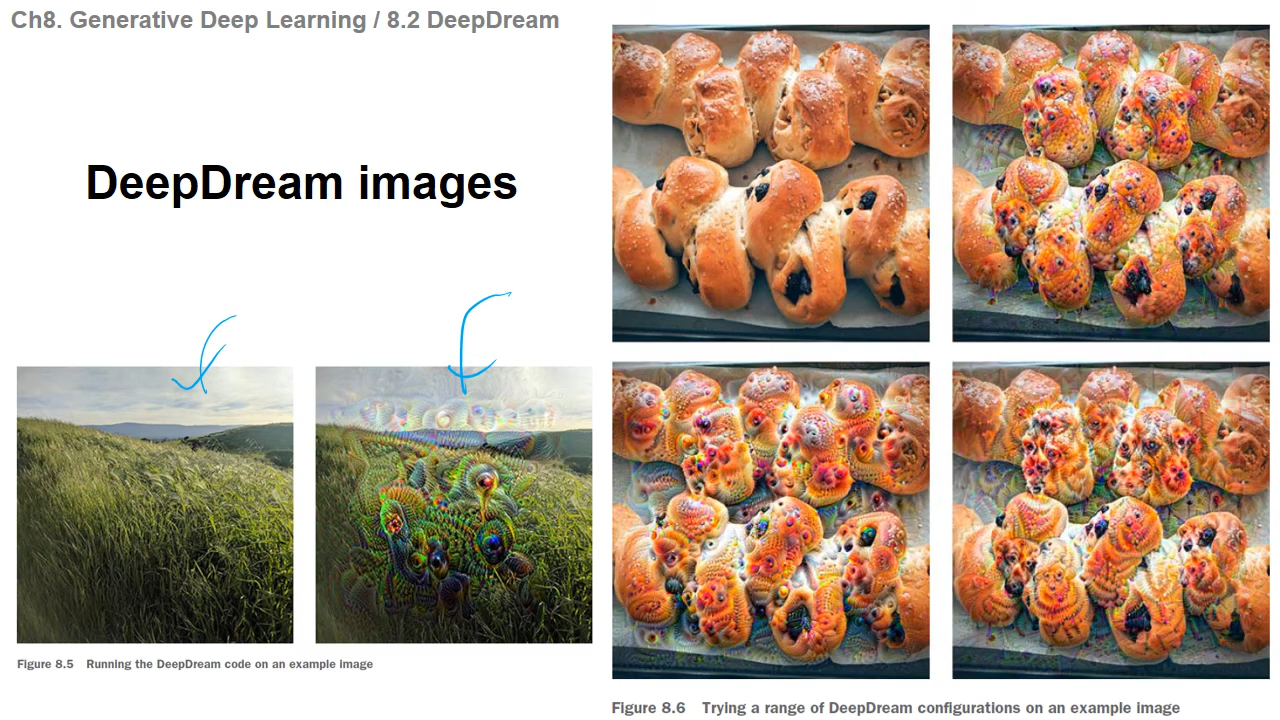 Ch8. Generative Deep Learning / 8.2 DeepDream
DeepDream images
Figure 8.5 Running the DeepDream code on an example image
Figure 8.6 Trying a range of DeepDream configurations on an example image